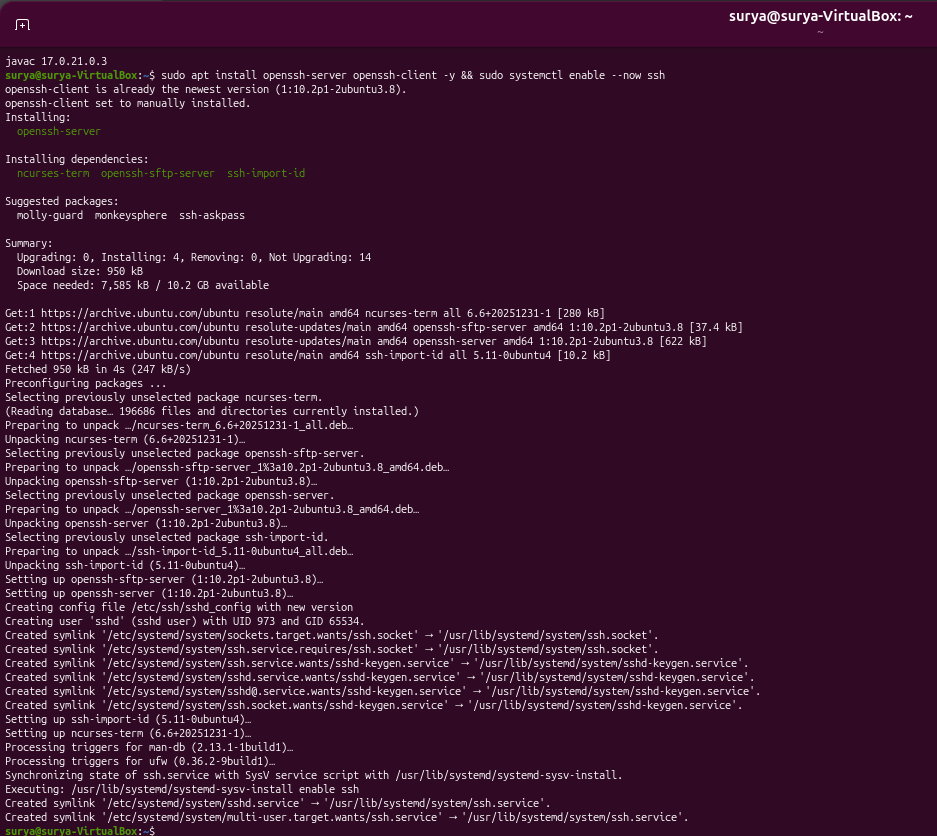 surya@surya-VirtualBox: ~
~
javac 17.0.21.0.3
surya@surya-VirtualBox:~$ sudo apt install openssh-server openssh-client -y && sudo systemctl enable --now ssh
openssh-client is already the newest version (1:10.2p1-2ubuntu3.8).
openssh-client set to manually installed.
Installing:
  openssh-server

Installing dependencies:
  ncurses-term  openssh-sftp-server  ssh-import-id

Suggested packages:
  molly-guard  monkeysphere  ssh-askpass

Summary:
  Upgrading: 0, Installing: 4, Removing: 0, Not Upgrading: 14
  Download size: 950 kB
  Space needed: 7,585 kB / 10.2 GB available

Get:1 https://archive.ubuntu.com/ubuntu resolute/main amd64 ncurses-term all 6.6+20251231-1 [280 kB]
Get:2 https://archive.ubuntu.com/ubuntu resolute-updates/main amd64 openssh-sftp-server amd64 1:10.2p1-2ubuntu3.8 [37.4 kB]
Get:3 https://archive.ubuntu.com/ubuntu resolute-updates/main amd64 openssh-server amd64 1:10.2p1-2ubuntu3.8 [622 kB]
Get:4 https://archive.ubuntu.com/ubuntu resolute/main amd64 ssh-import-id all 5.11-0ubuntu4 [10.2 kB]
Fetched 950 kB in 4s (247 kB/s)
Preconfiguring packages ...
Selecting previously unselected package ncurses-term.
(Reading database… 196686 files and directories currently installed.)
Preparing to unpack …/ncurses-term_6.6+20251231-1_all.deb…
Unpacking ncurses-term (6.6+20251231-1)…
Selecting previously unselected package openssh-sftp-server.
Preparing to unpack …/openssh-sftp-server_1%3a10.2p1-2ubuntu3.8_amd64.deb…
Unpacking openssh-sftp-server (1:10.2p1-2ubuntu3.8)…
Selecting previously unselected package openssh-server.
Preparing to unpack …/openssh-server_1%3a10.2p1-2ubuntu3.8_amd64.deb…
Unpacking openssh-server (1:10.2p1-2ubuntu3.8)…
Selecting previously unselected package ssh-import-id.
Preparing to unpack …/ssh-import-id_5.11-0ubuntu4_all.deb…
Unpacking ssh-import-id (5.11-0ubuntu4)…
Setting up openssh-sftp-server (1:10.2p1-2ubuntu3.8)…
Setting up openssh-server (1:10.2p1-2ubuntu3.8)…
Creating config file /etc/ssh/sshd_config with new version
Creating user 'sshd' (sshd user) with UID 973 and GID 65534.
Created symlink '/etc/systemd/system/sockets.target.wants/ssh.socket' → '/usr/lib/systemd/system/ssh.socket'.
Created symlink '/etc/systemd/system/ssh.service.requires/ssh.socket' → '/usr/lib/systemd/system/ssh.socket'.
Created symlink '/etc/systemd/system/ssh.service.wants/sshd-keygen.service' → '/usr/lib/systemd/system/sshd-keygen.service'.
Created symlink '/etc/systemd/system/sshd.service.wants/sshd-keygen.service' → '/usr/lib/systemd/system/sshd-keygen.service'.
Created symlink '/etc/systemd/system/sshd@.service.wants/sshd-keygen.service' → '/usr/lib/systemd/system/sshd-keygen.service'.
Created symlink '/etc/systemd/system/ssh.socket.wants/sshd-keygen.service' → '/usr/lib/systemd/system/sshd-keygen.service'.
Setting up ssh-import-id (5.11-0ubuntu4)…
Setting up ncurses-term (6.6+20251231-1)…
Processing triggers for man-db (2.13.1-1build1)…
Processing triggers for ufw (0.36.2-9build1)…
Synchronizing state of ssh.service with SysV service script with /usr/lib/systemd/systemd-sysv-install.
Executing: /usr/lib/systemd/systemd-sysv-install enable ssh
Created symlink '/etc/systemd/system/sshd.service' → '/usr/lib/systemd/system/ssh.service'.
Created symlink '/etc/systemd/system/multi-user.target.wants/ssh.service' → '/usr/lib/systemd/system/ssh.service'.
surya@surya-VirtualBox:~$